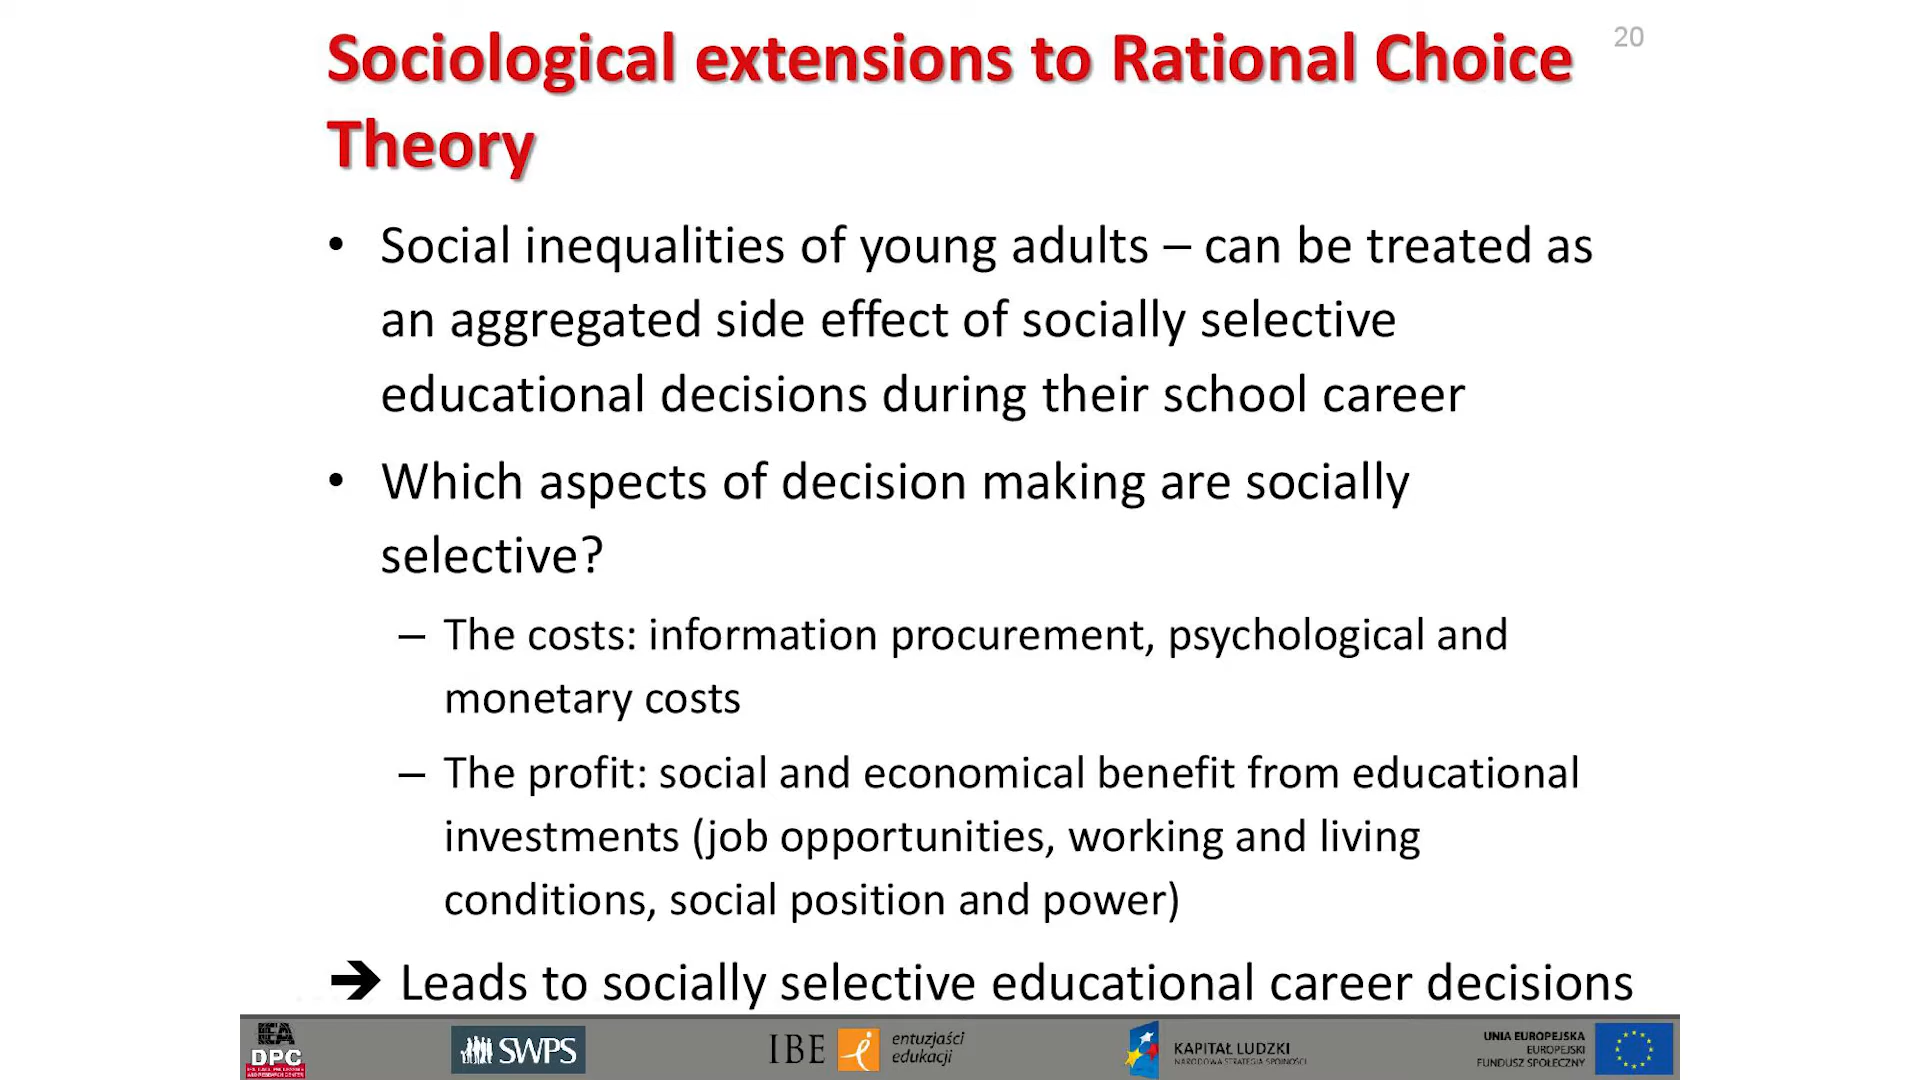 Sociological extensions to Rational Choice
Theory
20
• Social inequalities of young adults – can be treated as
an aggregated side effect of socially selective
educational decisions during their school career
• Which aspects of decision making are socially
selective?
– The costs: information procurement, psychological and
monetary costs
– The profit: social and economical benefit from educational
investments (job opportunities, working and living
conditions, social position and power)
➔ Leads to socially selective educational career decisions
IEA
DPC
SWPS
IBE
entuzjaści
edukacji
KAPITAŁ LUDZKI
NARODOWA STRATEGIA SPÓJNOŚCI
UNIA EUROPEJSKA
EUROPEJSKI
FUNDUSZ SPOŁECZNY